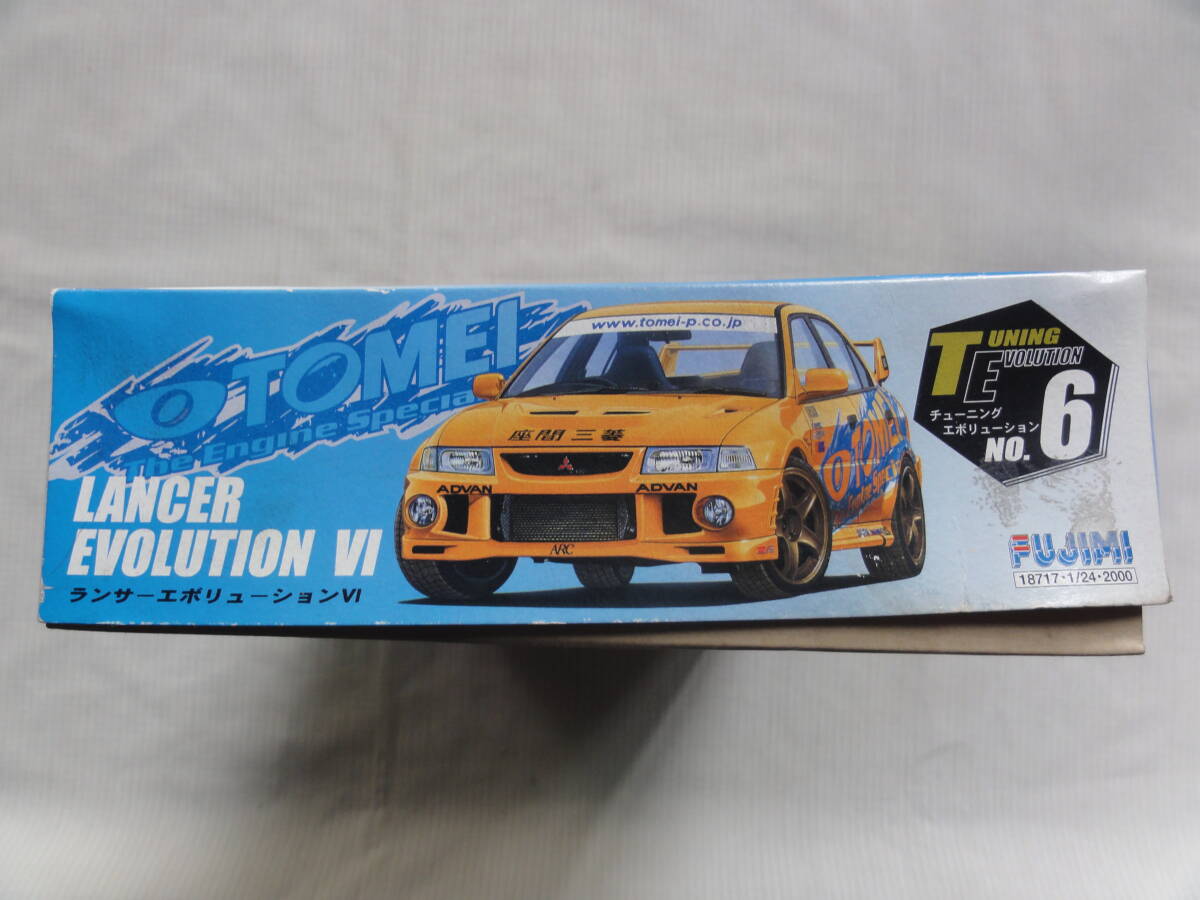 TOMEI
The Engine Specia
LANCER
EVOLUTION VI
ランサーエボリューションVI
www.tomei-p.co.jp
座間三菱
ADVAN
ADVAN
ARC
TOMEI
TUNING
EVOLUTION
チューニング
エボリューション
NO. 6
FUJIMI
18717・1/24・2000